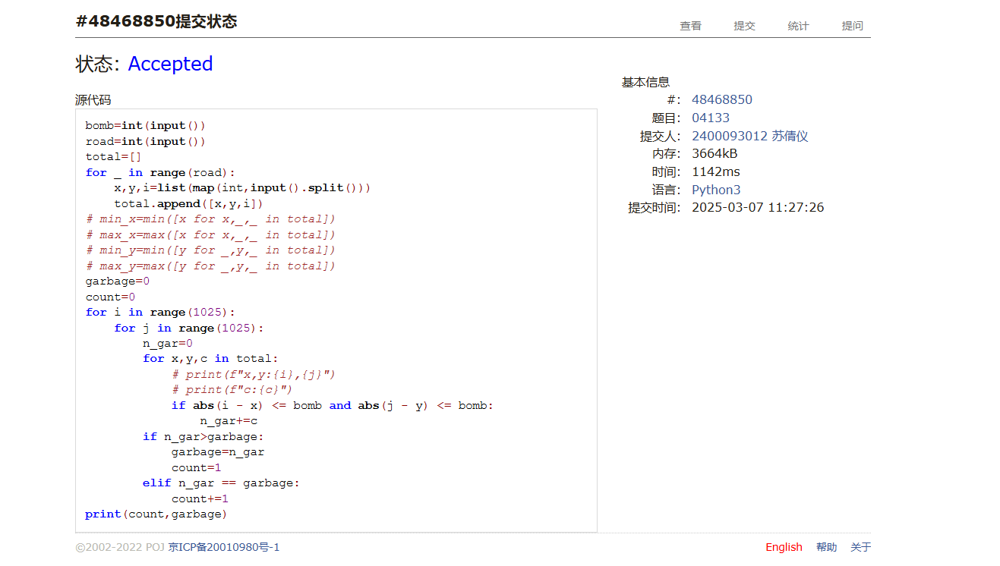 #48468850提交状态
查看 提交 统计 提问
状态: Accepted
源代码
bomb=int(input())
road=int(input())
total=[]
for _ in range(road):
    x,y,i=list(map(int,input().split()))
    total.append([x,y,i])
# min_x=min([x for x,_,_ in total])
# max_x=max([x for x,_,_ in total])
# min_y=min([y for _,y,_ in total])
# max_y=max([y for _,y,_ in total])
garbage=0
count=0
for i in range(1025):
    for j in range(1025):
        n_gar=0
        for x,y,c in total:
            # print(f"x,y:{i},{j}")
            # print(f"c:{c}")
            if abs(i - x) <= bomb and abs(j - y) <= bomb:
                n_gar+=c
        if n_gar>garbage:
            garbage=n_gar
            count=1
        elif n_gar == garbage:
            count+=1
print(count,garbage)
基本信息
#: 48468850
题目: 04133
提交人: 2400093012 苏倩仪
内存: 3664kB
时间: 1142ms
语言: Python3
提交时间: 2025-03-07 11:27:26
©2002-2022 POJ 京ICP备20010980号-1
English 帮助 关于